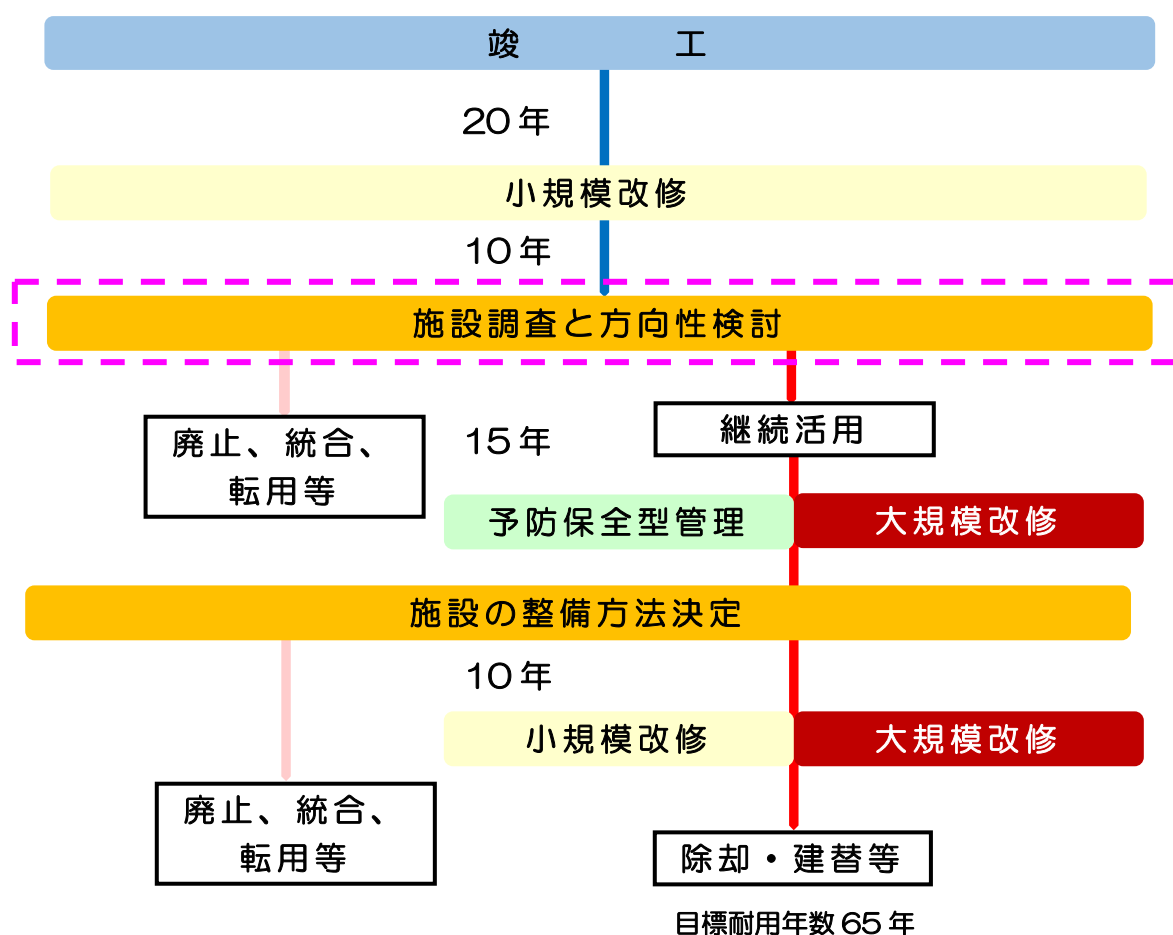 竣工
20年
小規模改修
10年
施設調査と方向性検討
廃止、統合、
転用等
15年
継続活用
予防保全型管理
大規模改修
施設の整備方法決定
10年
小規模改修
大規模改修
廃止、統合、
転用等
除却・建替等
目標耐用年数65年